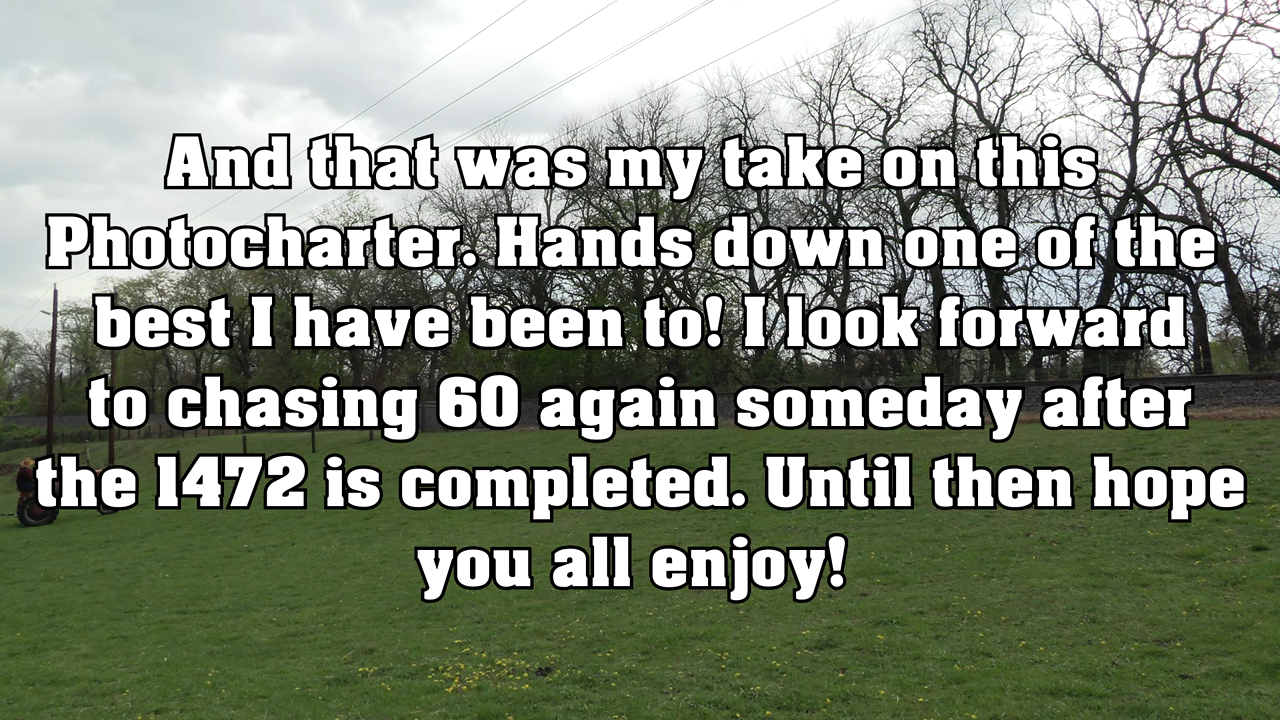 And that was my take on this
Photocharter. Hands down one of the
best I have been to! I look forward
to chasing 60 again someday after
the 1472 is completed. Until then hope
you all enjoy!